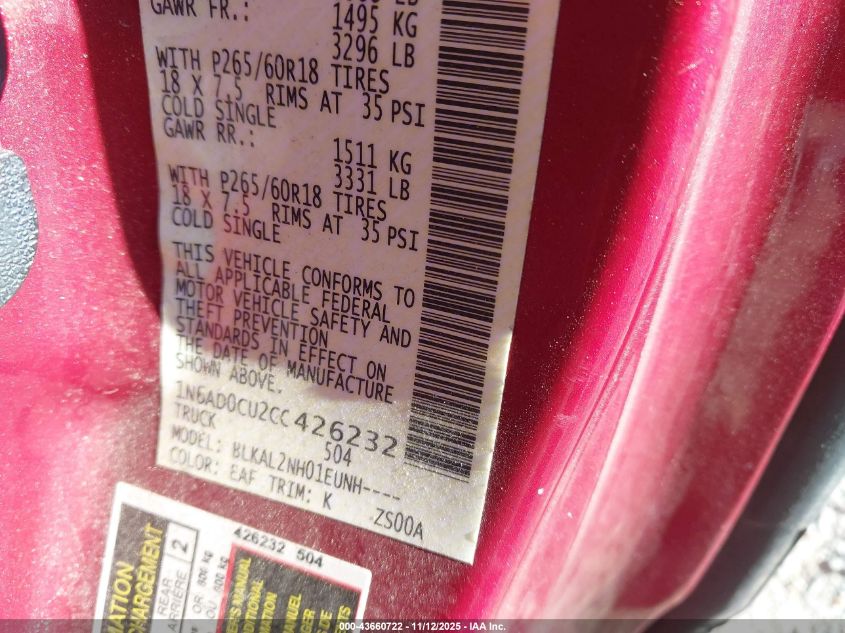 GAWR FR.:
1495 KG
3296 LB
WITH P265/60R18 TIRES
18 X 7.5 RIMS AT 35 PSI
COLD SINGLE
GAWR RR.:
1511 KG
3331 LB
WITH P265/60R18 TIRES
18 X 7.5 RIMS AT 35 PSI
COLD SINGLE
THIS VEHICLE CONFORMS TO
ALL APPLICABLE FEDERAL
MOTOR VEHICLE SAFETY AND
THEFT PREVENTION
STANDARDS IN EFFECT ON
THE DATE OF MANUFACTURE
SHOWN ABOVE.
1N6AD0CU2CC426232
TRUCK 504
MODEL: BLKAL2NH01EUNH----
COLOR: EAF TRIM: K ZS00A
426232 504
REAR 2
ARRIÈRE
OU
000-43660722 - 11/12/2025 - IAA Holdings, LLC